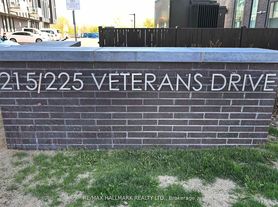 215/225 VETERANS DRIVE
RE/MAX HALLMARK REALTY LTD., Brokerage